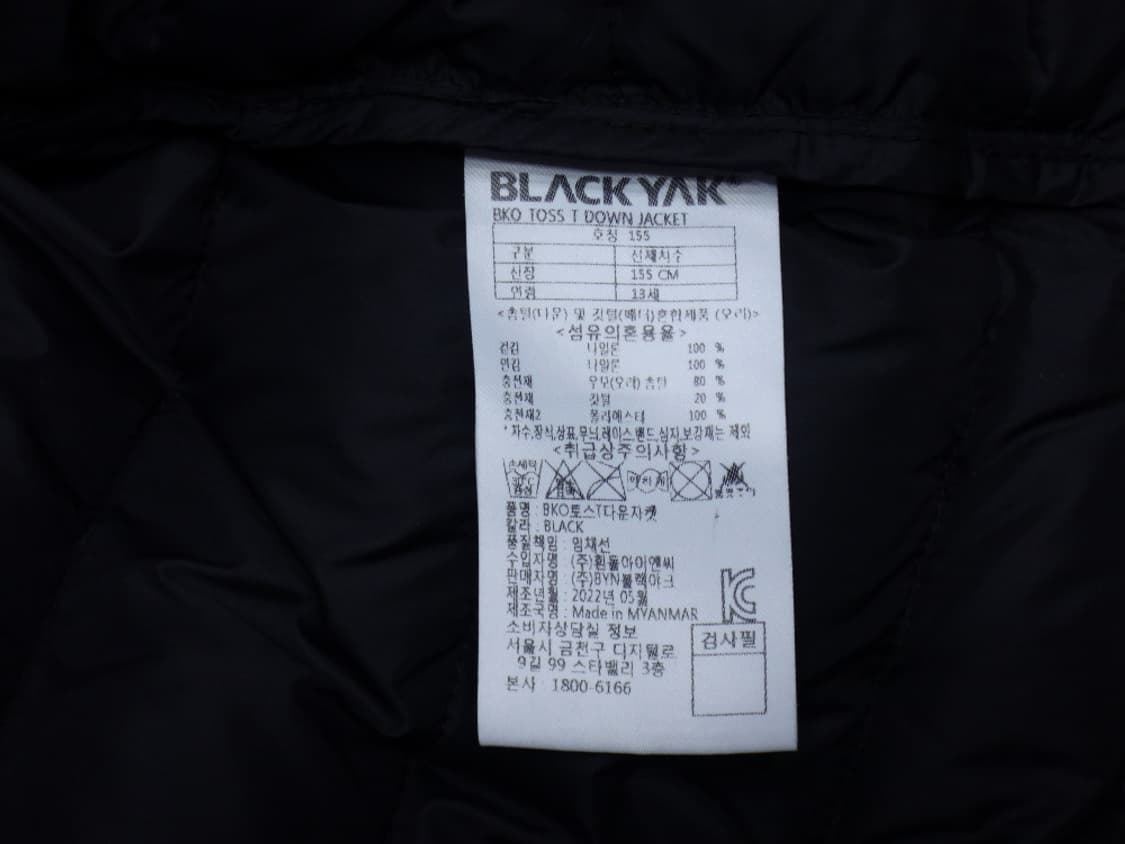 BLACKYAK
BKO TOSS T DOWN JACKET
호칭 155
구분 신체치수
신장 155 CM
연령 13세
<솜털(다운) 및 깃털(페더)혼합제품 (오리)>
<섬유의혼용율>
겉감 나일론 100 %
안감 나일론 100 %
충전재 우모(오리) 솜털 80 %
충전재 깃털 20 %
충전재2 폴리에스터 100 %
* 자수,장식,상표,무늬,레이스,밴드,심지,보강재는 제외
<취급상주의사항>
손세탁
30℃
중성
품명 : BKO토스T다운자켓
칼라 : BLACK
품질책임 : 임채선
수입자명 : (주)흰돌아이앤씨
판매자명 : (주)BYN블랙야크
제조년월 : 2022년 05월
제조국명 : Made in MYANMAR
소비자상담실 정보
서울시 금천구 디지털로
9길 99 스타밸리 3층
본사 : 1800-6166
KC
검사필